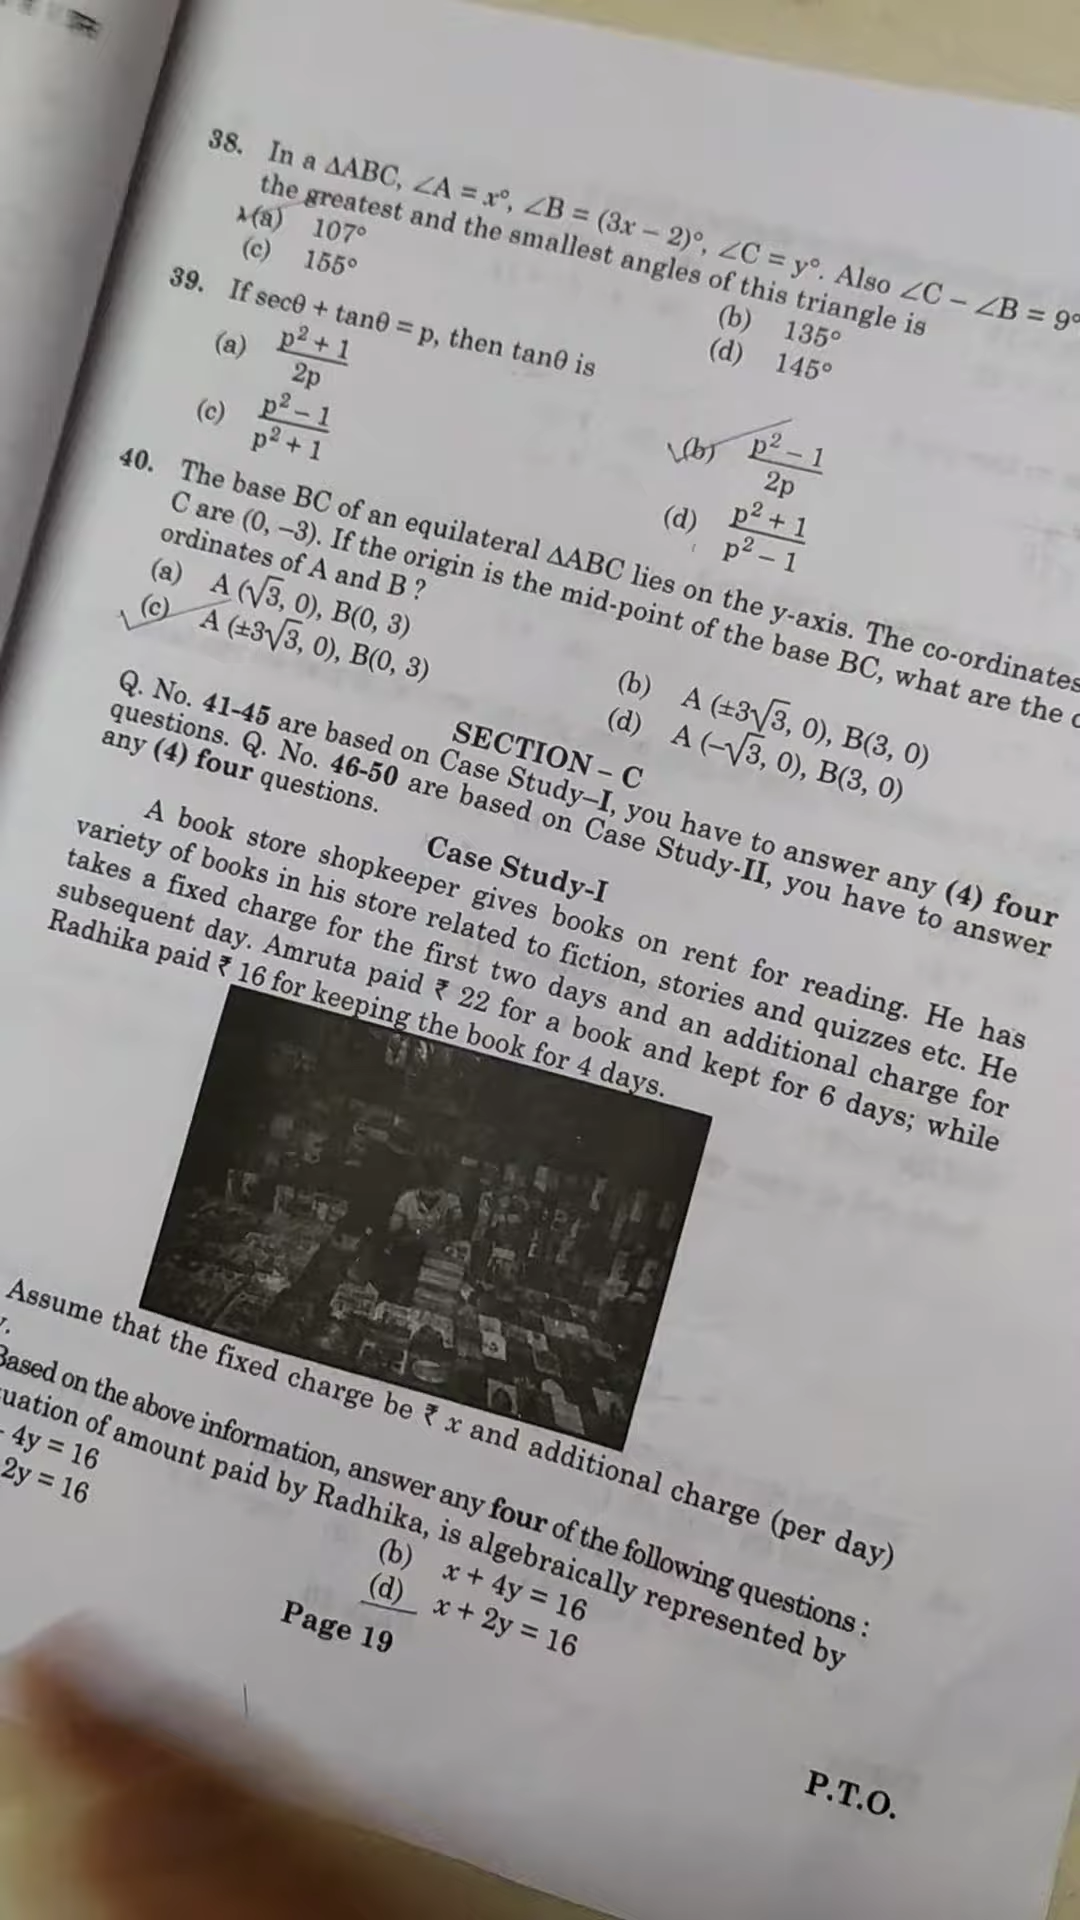 38. In a ΔABC, ∠A = x°, ∠B = (3x – 2)°, ∠C = y°. Also ∠C – ∠B = 9°
the greatest and the smallest angles of this triangle is
(a) 107°
(b) 135°
(c) 155°
(d) 145°
39. If secθ + tanθ = p, then tanθ is
(a) p² + 1 / 2p
(b) p² – 1 / 2p
(c) p² – 1 / p² + 1
(d) p² + 1 / p² – 1
40. The base BC of an equilateral ΔABC lies on the y-axis. The co-ordinates
C are (0, –3). If the origin is the mid-point of the base BC, what are the
ordinates of A and B ?
(a) A (√3, 0), B(0, 3)
(b) A (±3√3, 0), B(3, 0)
(c) A (±3√3, 0), B(0, 3)
(d) A (–√3, 0), B(3, 0)
SECTION – C
Q. No. 41-45 are based on Case Study–I, you have to answer any (4) four
questions. Q. No. 46-50 are based on Case Study-II, you have to answer
any (4) four questions.
Case Study-I
A book store shopkeeper gives books on rent for reading. He has
variety of books in his store related to fiction, stories and quizzes etc. He
takes a fixed charge for the first two days and an additional charge for
subsequent day. Amruta paid ₹ 22 for a book and kept for 6 days; while
Radhika paid ₹ 16 for keeping the book for 4 days.
Assume that the fixed charge be ₹ x and additional charge (per day)
y.
Based on the above information, answer any four of the following questions :
uation of amount paid by Radhika, is algebraically represented by
– 4y = 16
(b) x + 4y = 16
2y = 16
(d) x + 2y = 16
Page 19
P.T.O.